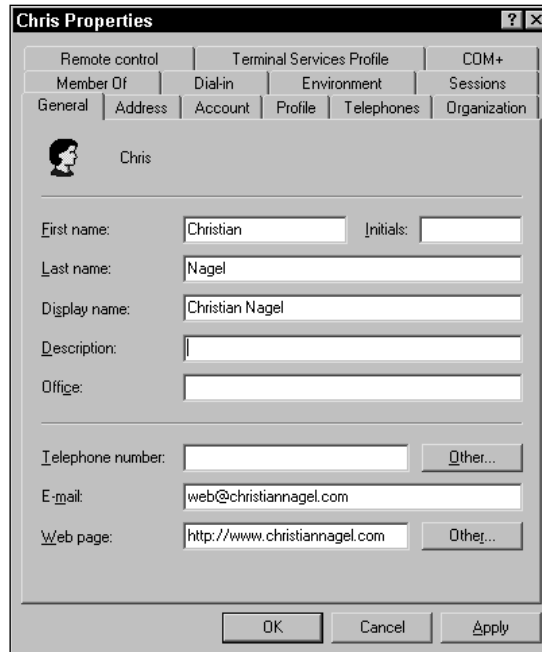 Chris Properties
Remote control Terminal Services Profile COM+
Member Of Dial-in Environment Sessions
General Address Account Profile Telephones Organization
Chris
First name: Christian Initials:
Last name: Nagel
Display name: Christian Nagel
Description:
Office:
Telephone number: Other...
E-mail: web@christiannagel.com
Web page: http://www.christiannagel.com Other...
OK Cancel Apply